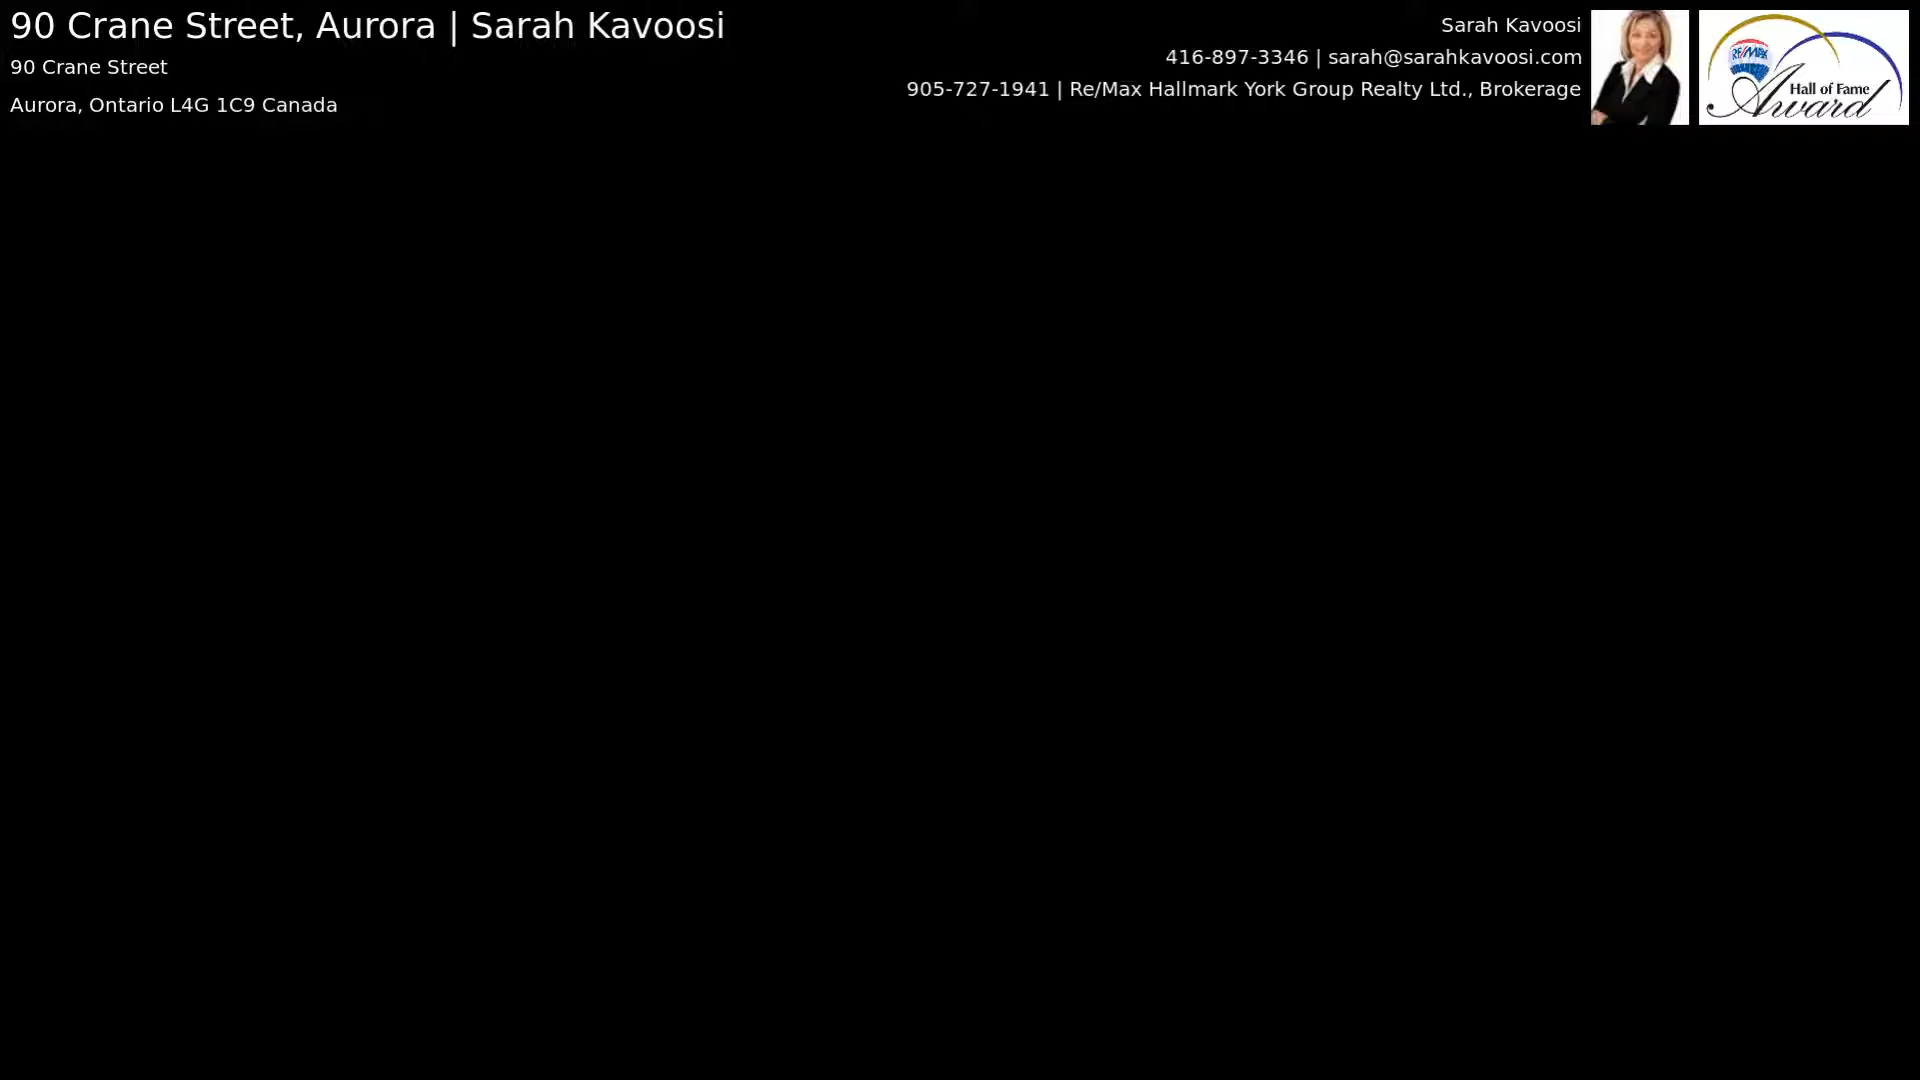 90 Crane Street, Aurora | Sarah Kavoosi
90 Crane Street
Aurora, Ontario L4G 1C9 Canada
Sarah Kavoosi
416-897-3346 | sarah@sarahkavoosi.com
905-727-1941 | Re/Max Hallmark York Group Realty Ltd., Brokerage
RE/MAX
Hall of Fame
Award